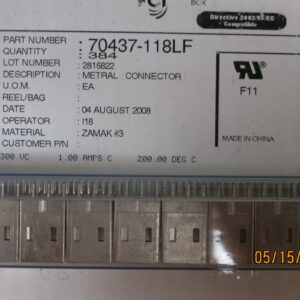 FCI
BCK
Directive 2002/95/EC
Compatible
PART NUMBER : 70437-118LF
QUANTITY : 384
LOT NUMBER : 2816822
DESCRIPTION : METRAL CONNECTOR
U.O.M. : EA
REEL/BAG :
DATE : 04 AUGUST 2008
OPERATOR : I18
MATERIAL : ZAMAK #3
CUSTOMER P/N :
F11
MADE IN CHINA
300 VC 1.00 AMPS C 200.00 DEG C
05/15/